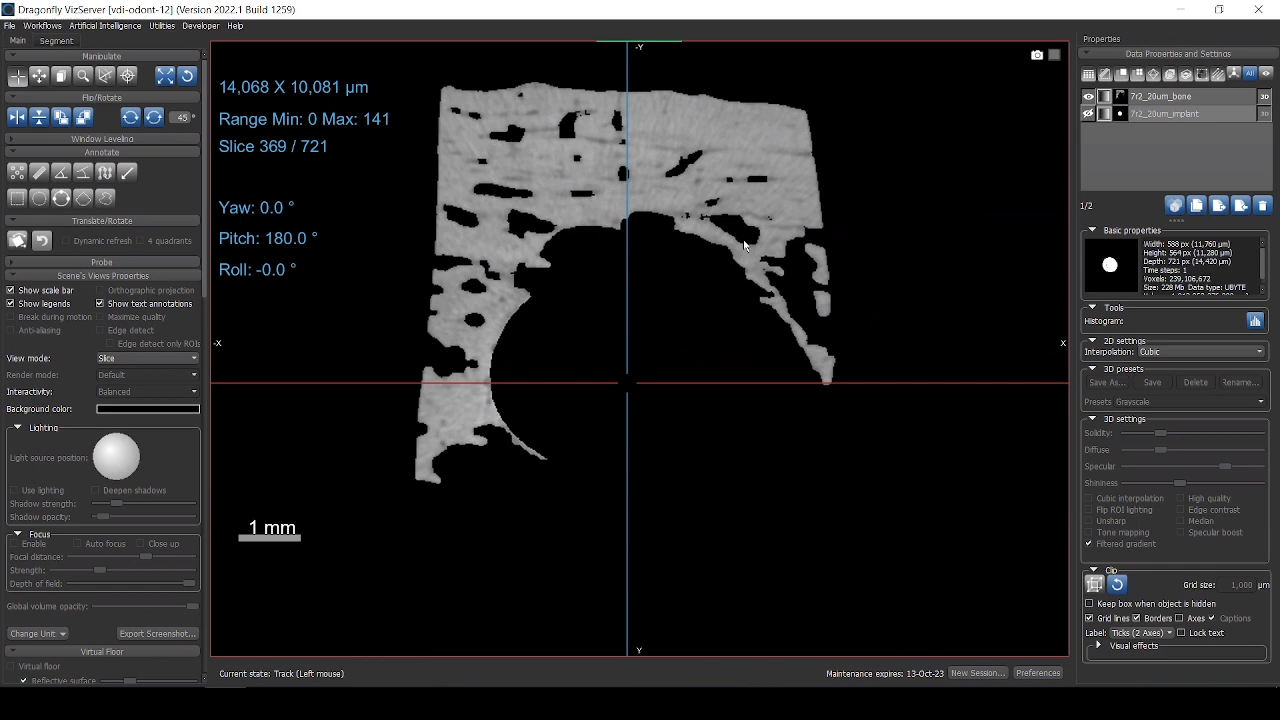 Dragonfly VizServer [vdi-odont-12] (Version 2022.1 Build 1259)
File Workflows Artificial Intelligence Utilities Developer Help
Main Segment
Manipulate
Flip/Rotate
45 °
Window Leveling
Annotate
Translate/Rotate
Dynamic refresh 4 quadrants
Probe
Scene's Views Properties
Show scale bar Orthographic projection
Show legends Show text annotations
Break during motion Maximize quality
Anti-aliasing Edge detect
Edge detect only ROIs
View mode: Slice
Render mode: Default
Interactivity: Balanced
Background color:
Lighting
Light source position:
Use lighting Deepen shadows
Shadow strength:
Shadow opacity:
Focus
Enable Auto focus Close up
Focal distance:
Strength:
Depth of field:
Global volume opacity:
Change Unit Export Screenshot...
Virtual Floor
Virtual floor
Reflective surface
14,068 X 10,081 µm
Range Min: 0 Max: 141
Slice 369 / 721
Yaw: 0.0 °
Pitch: 180.0 °
Roll: -0.0 °
-Y
-X
X
Y
1 mm
Current state: Track (Left mouse)
Maintenance expires: 13-Oct-23 New Session... Preferences
Properties
Data Properties and Settings
All
7r2_20um_bone 3D
7r2_20um_implant 3D
1/2
Basic properties
Width: 588 px (11,760 µm)
Height: 564 px (11,280 µm)
Depth: 721 px (14,420 µm)
Time steps: 1
Voxels: 239,106,672
Size: 228 Mb Data type: UBYTE
Tools
Histogram:
2D settings
Interpolation: Cubic
3D presets
Save As... Save Delete Rename...
Presets Grayscale
3D settings
Solidity:
Diffuse
Specular
Shininess
Cubic interpolation High quality
Flip ROI lighting Edge contrast
Unsharp Median
Tone mapping Specular boost
Filtered gradient
Clip
Grid size: 1,000 µm
Keep box when object is hidden
Grid lines Borders Axes Captions
Label: Ticks (2 Axes) Lock text
Visual effects